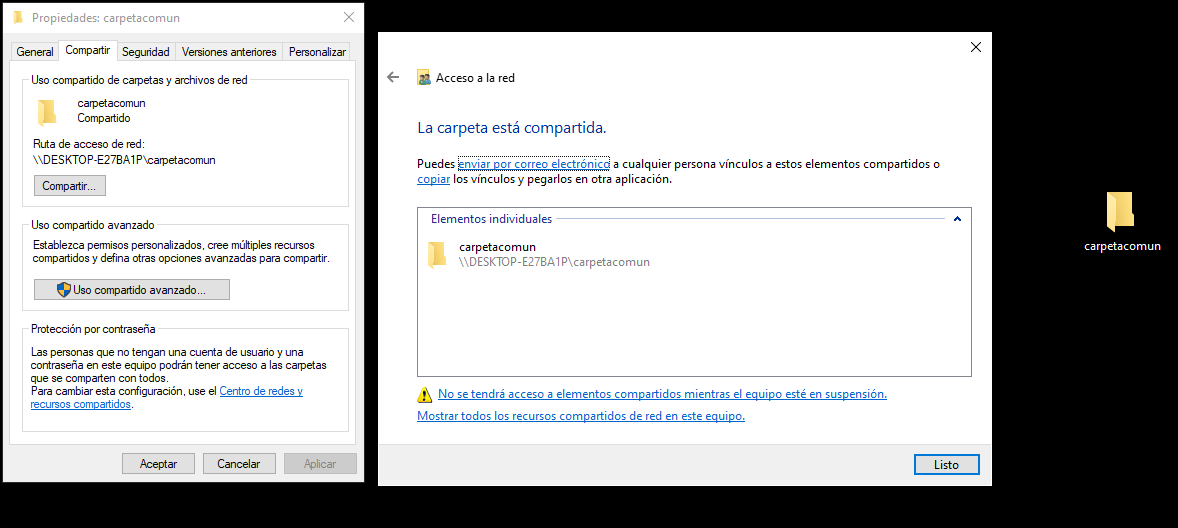 Propiedades: carpetacomun
General
Compartir
Seguridad
Versiones anteriores
Personalizar
Uso compartido de carpetas y archivos de red
carpetacomun
Compartido
Ruta de acceso de red:
\\DESKTOP-E27BA1P\carpetacomun
Compartir...
Uso compartido avanzado
Establezca permisos personalizados, cree múltiples recursos
compartidos y defina otras opciones avanzadas para compartir.
Uso compartido avanzado...
Protección por contraseña
Las personas que no tengan una cuenta de usuario y una
contraseña en este equipo podrán tener acceso a las carpetas
que se comparten con todos.
Para cambiar esta configuración, use el Centro de redes y
recursos compartidos.
Aceptar
Cancelar
Aplicar
Acceso a la red
La carpeta está compartida.
Puedes enviar por correo electrónico a cualquier persona vínculos a estos elementos compartidos o
copiar los vínculos y pegarlos en otra aplicación.
Elementos individuales
carpetacomun
\\DESKTOP-E27BA1P\carpetacomun
No se tendrá acceso a elementos compartidos mientras el equipo esté en suspensión.
Mostrar todos los recursos compartidos de red en este equipo.
Listo
carpetacomun